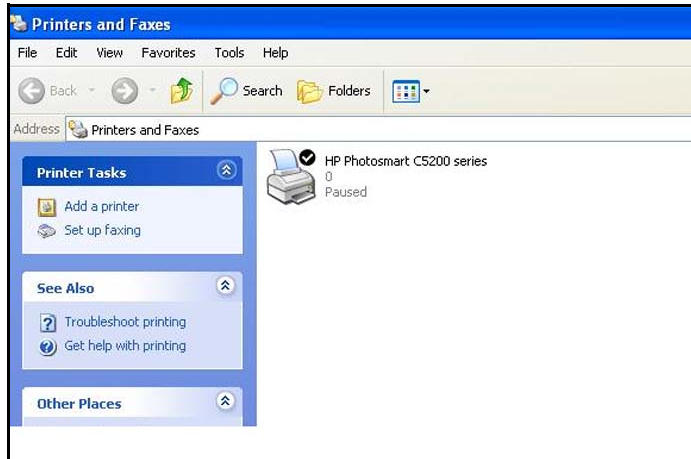 Printers and Faxes
File Edit View Favorites Tools Help
Back Search Folders
Address Printers and Faxes
Printer Tasks
Add a printer
Set up faxing
See Also
Troubleshoot printing
Get help with printing
Other Places
HP Photosmart C5200 series
0
Paused